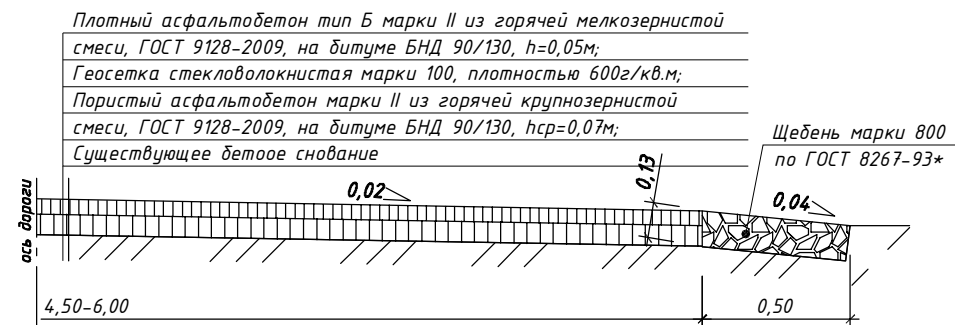 Плотный асфальтобетон тип Б марки II из горячей мелкозернистой
смеси, ГОСТ 9128-2009, на битуме БНД 90/130, h=0,05м;
Геосетка стекловолокнистая марки 100, плотностью 600г/кв.м;
Пористый асфальтобетон марки II из горячей крупнозернистой
смеси, ГОСТ 9128-2009, на битуме БНД 90/130, hср=0,07м;
Существующее бетоое снование
Щебень марки 800
по ГОСТ 8267-93*
0,13
0,02
0,04
ось дороги
4,50-6,00
0,50